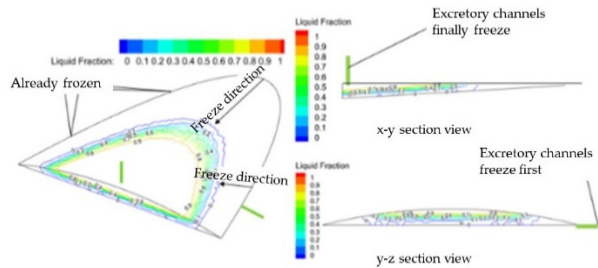 Liquid Fraction: 0 0.1 0.2 0.3 0.4 0.5 0.6 0.7 0.8 0.9 1
Already frozen
Freeze direction
Freeze direction
Liquid Fraction
1
0.9
0.8
0.7
0.6
0.5
0.4
0.3
0.2
0.1
0
Excretory channels
finally freeze
x-y section view
Liquid Fraction
1
0.9
0.8
0.7
0.6
0.5
0.4
0.3
0.2
0.1
0
Excretory channels
freeze first
y-z section view